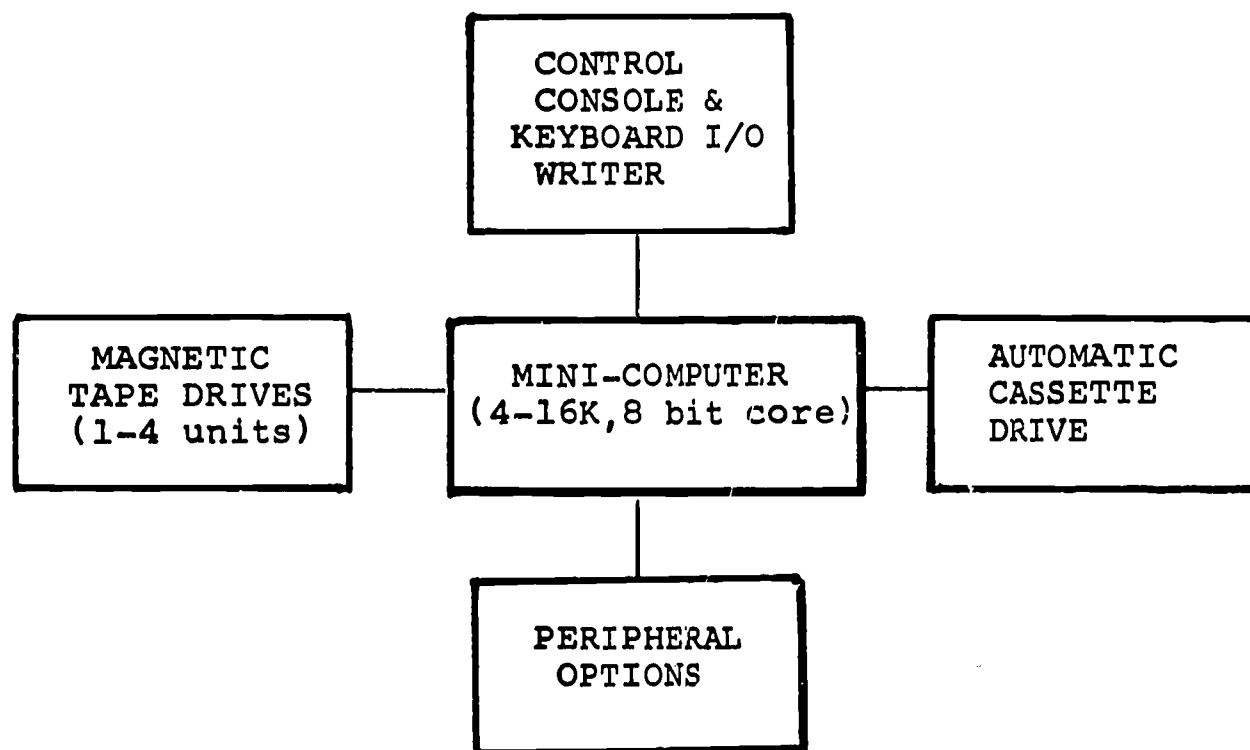 CONTROL
CONSOLE &
KEYBOARD I/O
WRITER
MAGNETIC
TAPE DRIVES
(1-4 units)
MINI-COMPUTER
(4-16K,8 bit core)
AUTOMATIC
CASSETTE
DRIVE
PERIPHERAL
OPTIONS